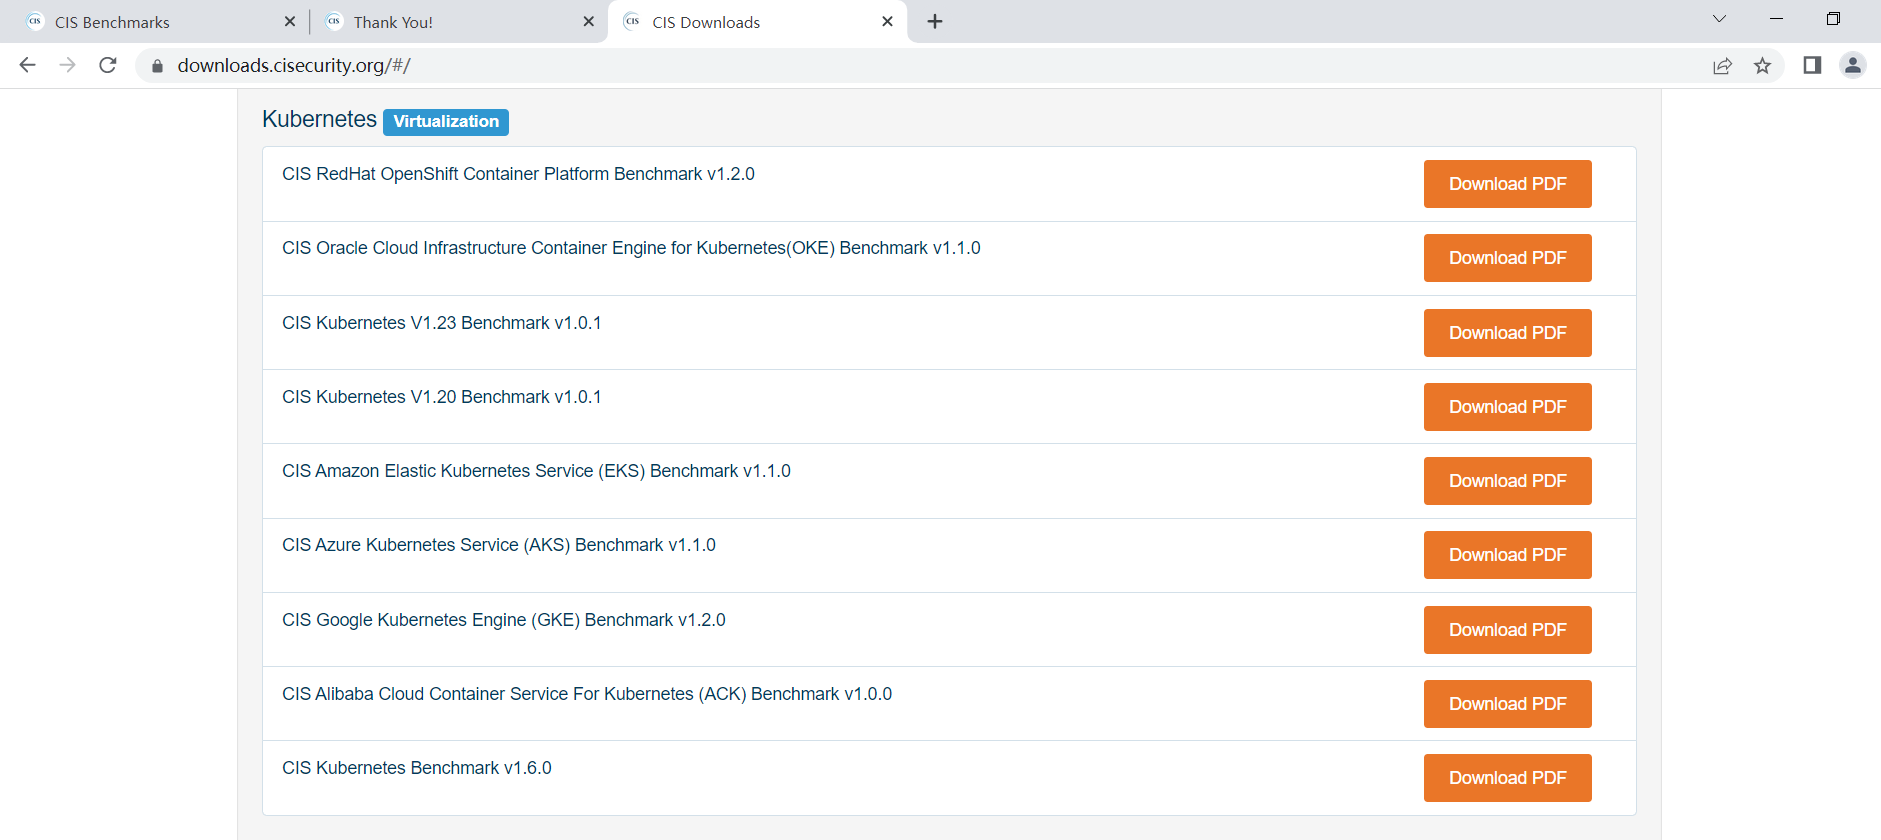 CIS CIS Benchmarks CIS Thank You! CIS CIS Downloads
downloads.cisecurity.org/#/
Kubernetes Virtualization
CIS RedHat OpenShift Container Platform Benchmark v1.2.0 Download PDF
CIS Oracle Cloud Infrastructure Container Engine for Kubernetes(OKE) Benchmark v1.1.0 Download PDF
CIS Kubernetes V1.23 Benchmark v1.0.1 Download PDF
CIS Kubernetes V1.20 Benchmark v1.0.1 Download PDF
CIS Amazon Elastic Kubernetes Service (EKS) Benchmark v1.1.0 Download PDF
CIS Azure Kubernetes Service (AKS) Benchmark v1.1.0 Download PDF
CIS Google Kubernetes Engine (GKE) Benchmark v1.2.0 Download PDF
CIS Alibaba Cloud Container Service For Kubernetes (ACK) Benchmark v1.0.0 Download PDF
CIS Kubernetes Benchmark v1.6.0 Download PDF